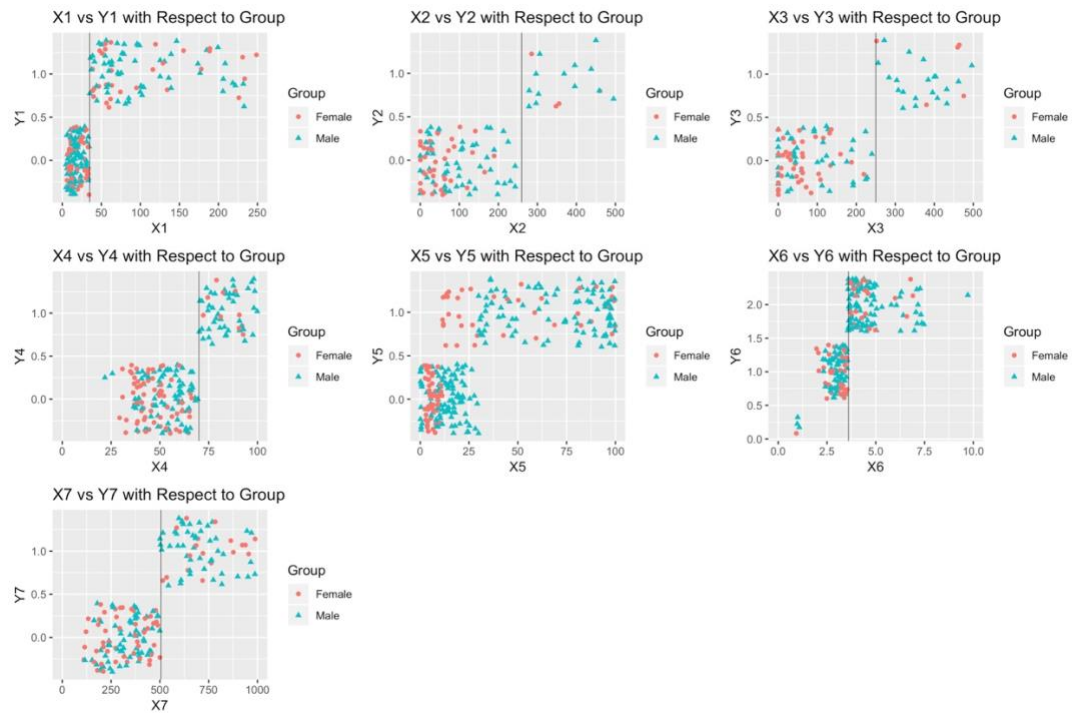 X1 vs Y1 with Respect to Group
1.0
0.5
0.0
Y1
0 50 100 150 200 250
X1
Group
Female
Male
X2 vs Y2 with Respect to Group
1.0
0.5
0.0
Y2
0 100 200 300 400 500
X2
Group
Female
Male
X3 vs Y3 with Respect to Group
1.0
0.5
0.0
Y3
0 100 200 300 400 500
X3
Group
Female
Male
X4 vs Y4 with Respect to Group
1.0
0.5
0.0
Y4
0 25 50 75 100
X4
Group
Female
Male
X5 vs Y5 with Respect to Group
1.0
0.5
0.0
Y5
0 25 50 75 100
X5
Group
Female
Male
X6 vs Y6 with Respect to Group
2.0
1.5
1.0
0.5
0.0
Y6
0.0 2.5 5.0 7.5 10.0
X6
Group
Female
Male
X7 vs Y7 with Respect to Group
1.0
0.5
0.0
Y7
0 250 500 750 1000
X7
Group
Female
Male